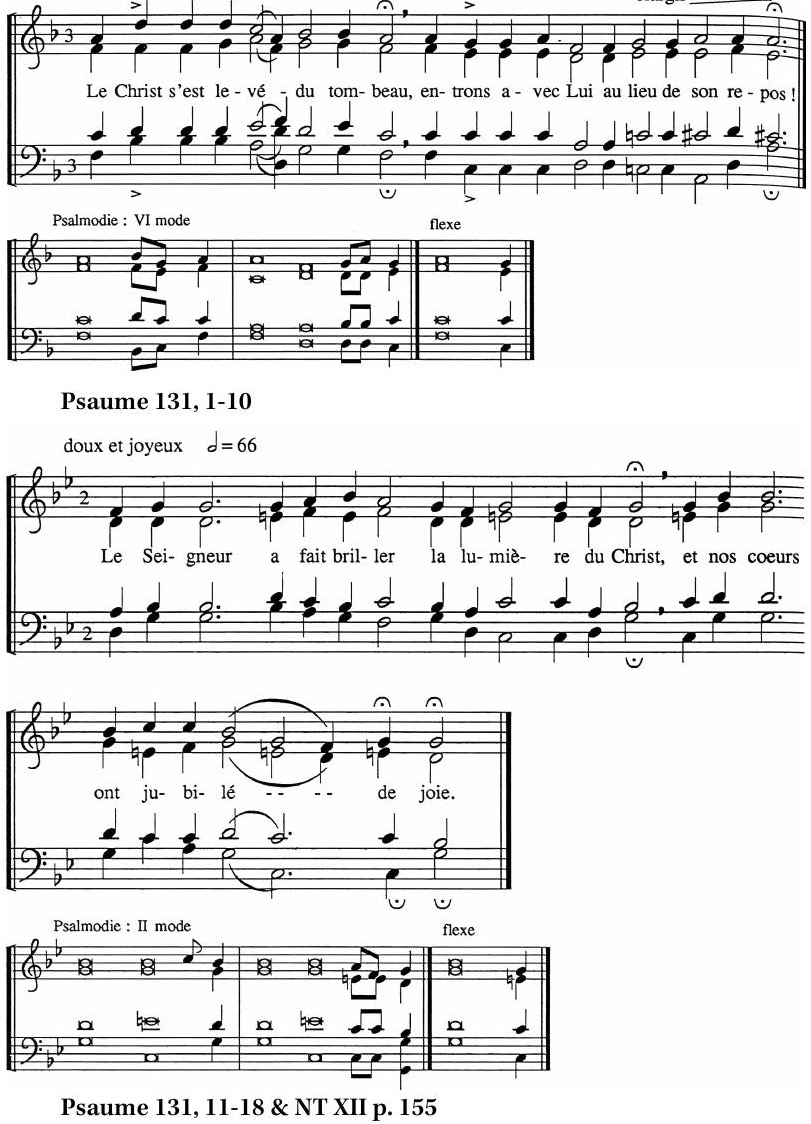 Le Christ s'est le - vé - du tom - beau, en - trons a - vec Lui au lieu de son re - pos !
Psalmodie : VI mode
flexe
Psaume 131, 1-10
doux et joyeux = 66
Le Sei- gneur a fait bril- ler la lu- miè- re du Christ, et nos coeurs
ont ju- bi- lé - - - - de joie.
Psalmodie : II mode
flexe
Psaume 131, 11-18 & NT XII p. 155